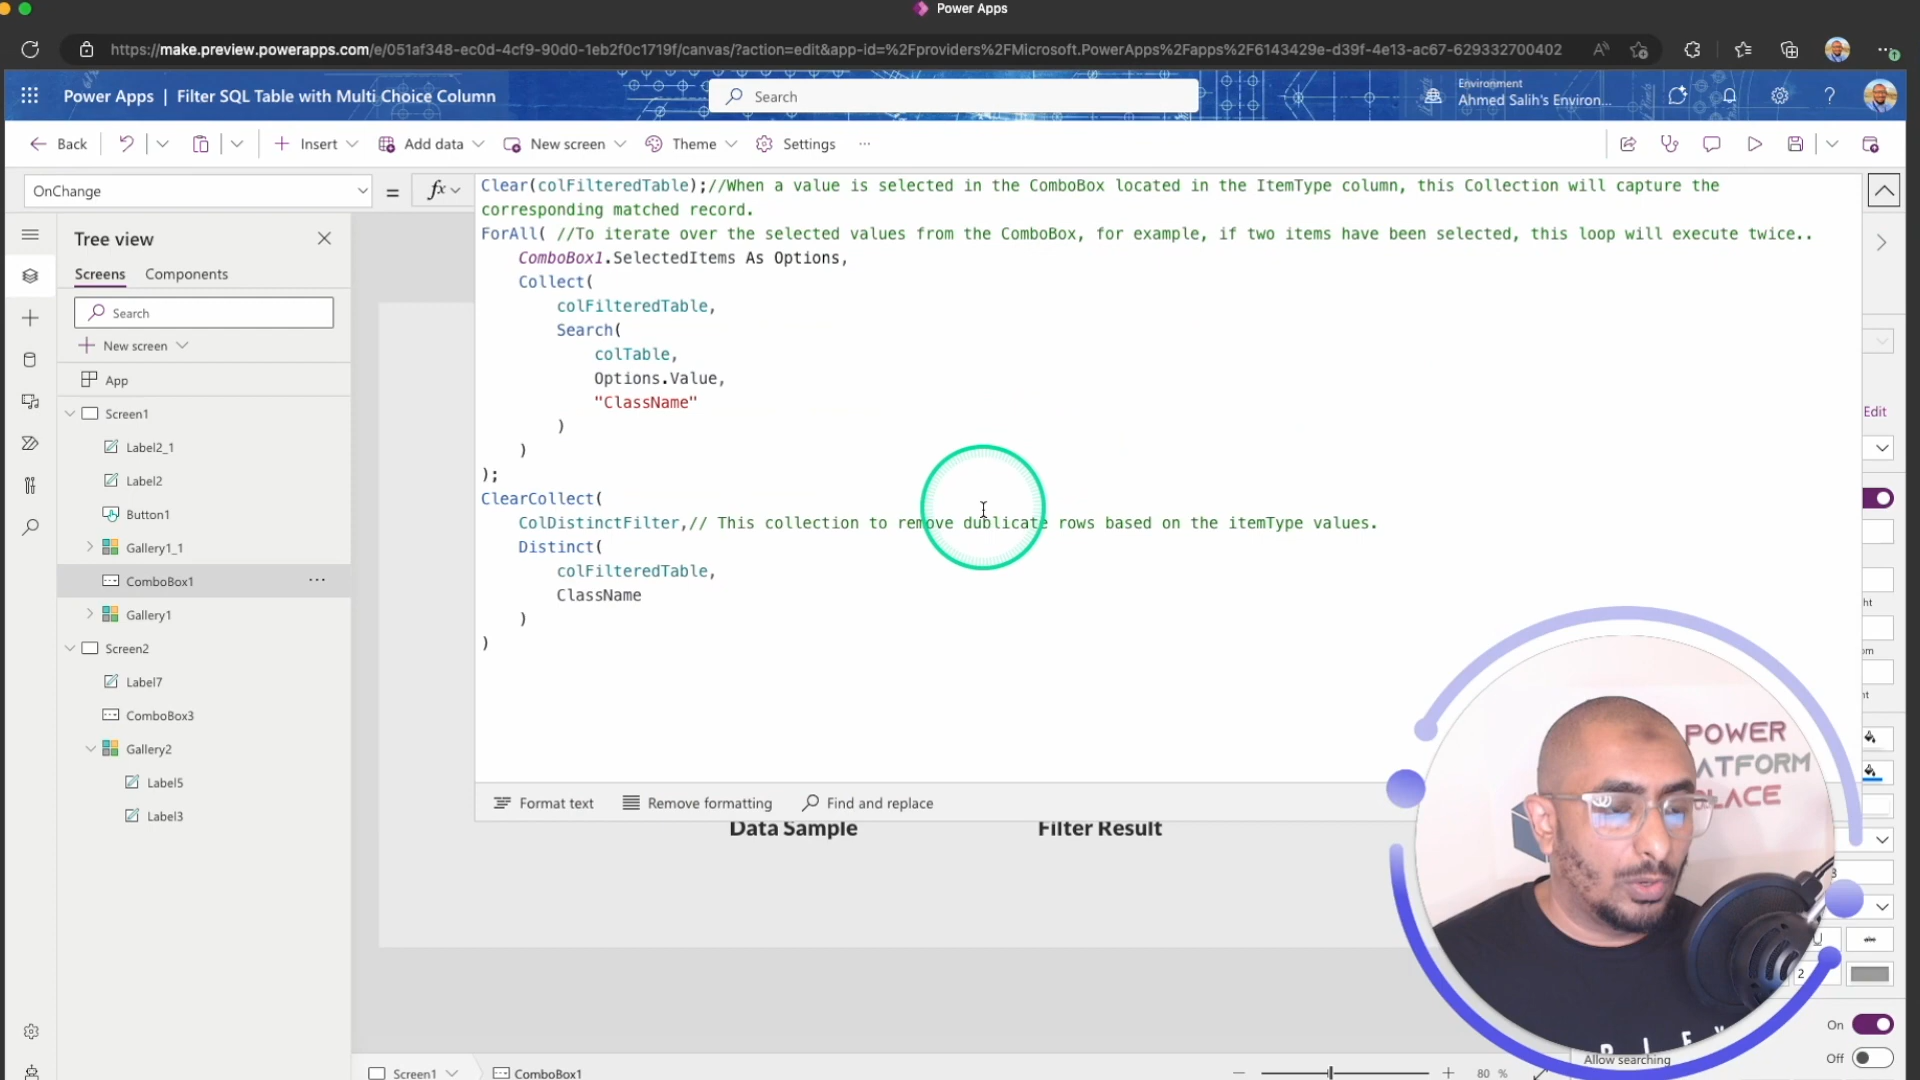 Power Apps
https://make.preview.powerapps.com/e/051af348-ec0d-4cf9-90d0-1eb2f0c1719f/canvas/?action=edit&app-id=%2Fproviders%2FMicrosoft.PowerApps%2Fapps%2F6143429e-d39f-4e13-ac67-629332700402
Power Apps | Filter SQL Table with Multi Choice Column
Search
Environment
Ahmed Salih's Environ...
Back
Insert
Add data
New screen
Theme
Settings
OnChange
=
fx
Clear(colFilteredTable);//When a value is selected in the ComboBox located in the ItemType column, this Collection will capture the
corresponding matched record.
ForAll( //To iterate over the selected values from the ComboBox, for example, if two items have been selected, this loop will execute twice..
ComboBox1.SelectedItems As Options,
Collect(
colFilteredTable,
Search(
colTable,
Options.Value,
"ClassName"
)
)
);
ClearCollect(
ColDistinctFilter,// This collection to remove dublicate rows based on the itemType values.
Distinct(
colFilteredTable,
ClassName
)
)
Format text
Remove formatting
Find and replace
Tree view
Screens
Components
Search
New screen
App
Screen1
Label2_1
Label2
Button1
Gallery1_1
ComboBox1
Gallery1
Screen2
Label7
ComboBox3
Gallery2
Label5
Label3
Data Sample
Filter Result
Edit
POWER
ATFORM
LACE
On
Allow searching
Off
2
Screen1
ComboBox1
80 %